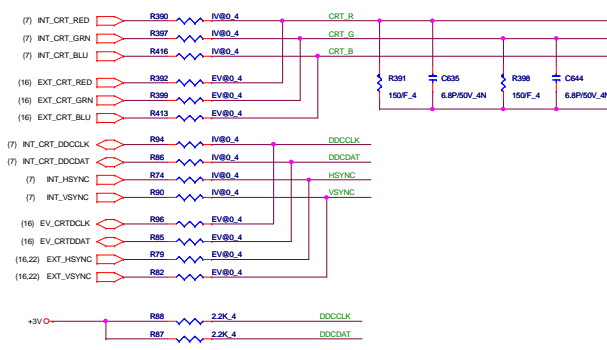 (7) INT_CRT_RED R390 IV@0_4 CRT_R
(7) INT_CRT_GRN R397 IV@0_4 CRT_G
(7) INT_CRT_BLU R416 IV@0_4 CRT_B
(16) EXT_CRT_RED R392 EV@0_4
(16) EXT_CRT_GRN R399 EV@0_4
(16) EXT_CRT_BLU R413 EV@0_4
R391 C635 R398 C644
150/F_4 6.8P/50V_4N 150/F_4 6.8P/50V_4N
(7) INT_CRT_DDCCLK R94 IV@0_4 DDCCLK
(7) INT_CRT_DDCDAT R86 IV@0_4 DDCDAT
(7) INT_HSYNC R74 IV@0_4 HSYNC
(7) INT_VSYNC R90 IV@0_4 VSYNC
(16) EV_CRTDCLK R96 EV@0_4
(16) EV_CRTDDAT R85 EV@0_4
(16,22) EXT_HSYNC R79 EV@0_4
(16,22) EXT_VSYNC R82 EV@0_4
+3V R88 2.2K_4 DDCCLK
R87 2.2K_4 DDCDAT